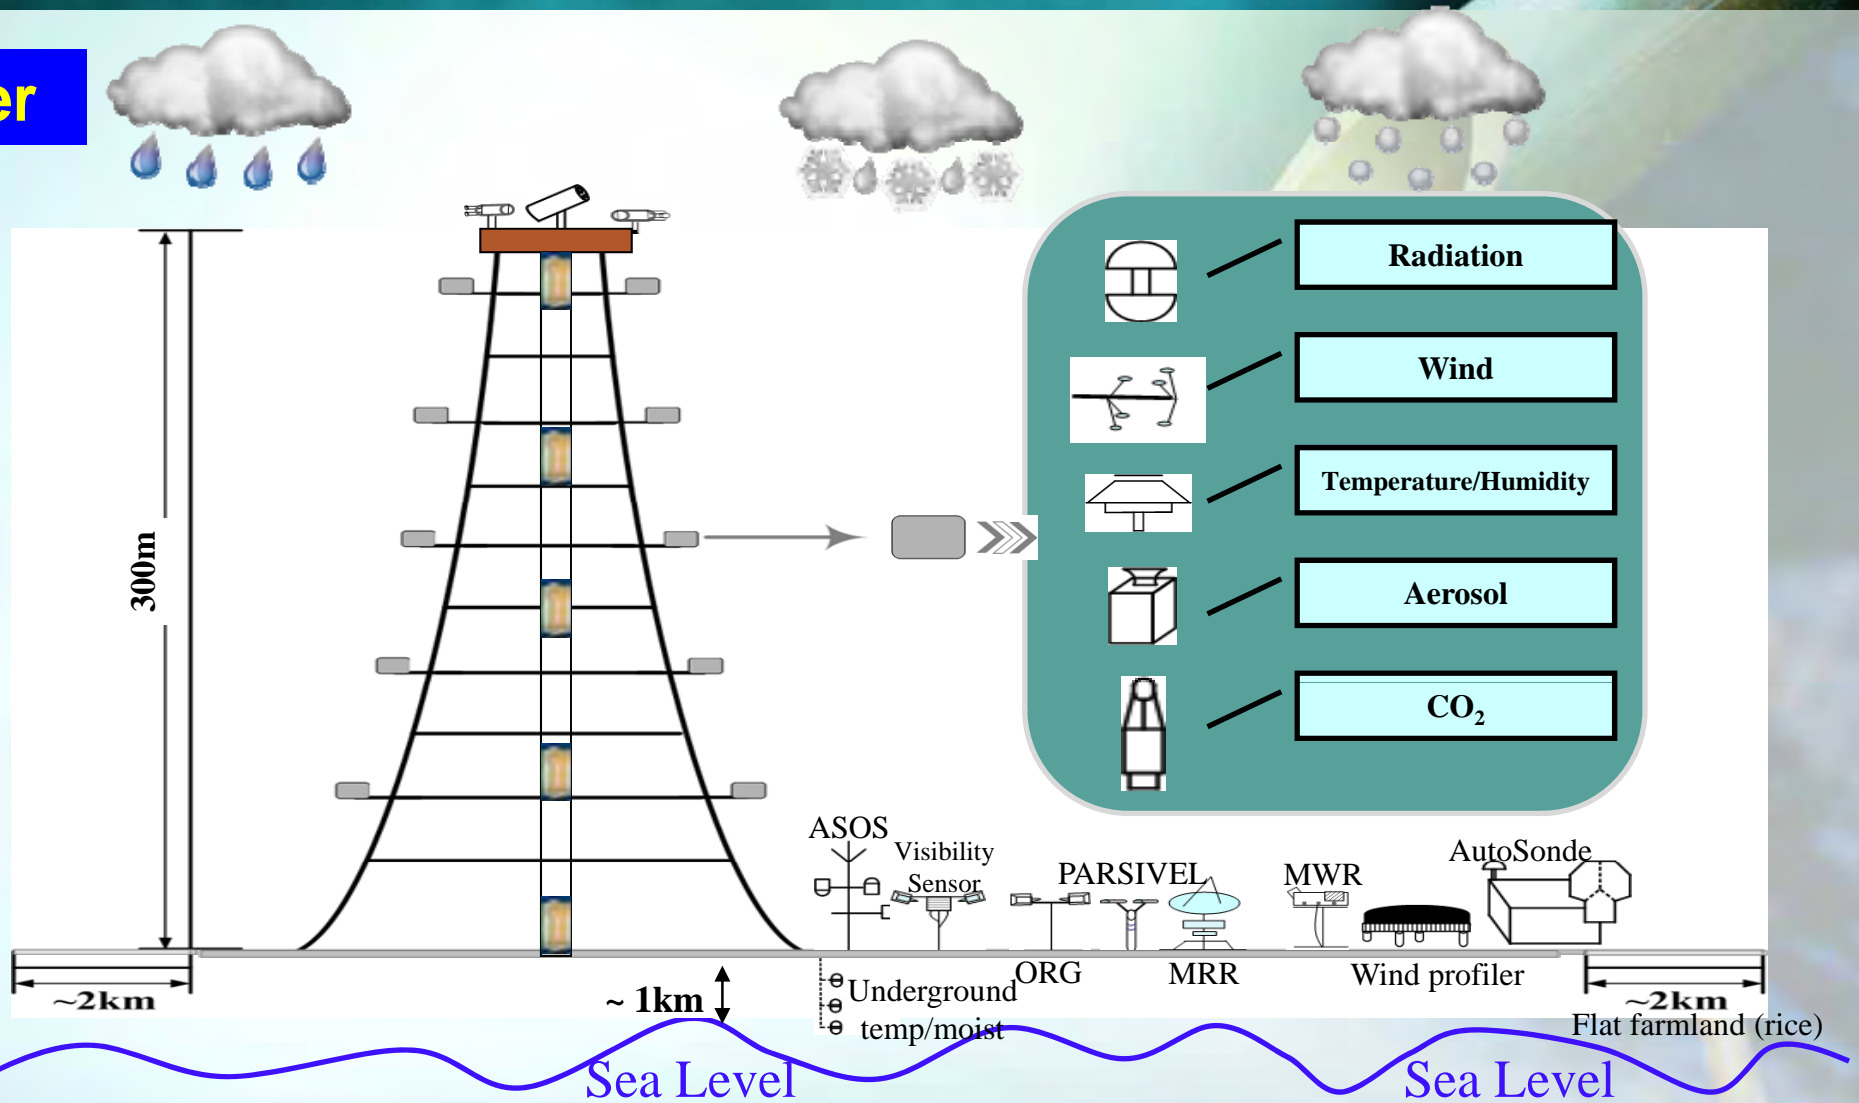 er
Radiation
Wind
Temperature/Humidity
Aerosol
CO₂
300m
ASOS
Visibility
Sensor
PARSIVEL
MWR
AutoSonde
ORG
MRR
Wind profiler
~2km
~ 1km
Underground
temp/moist
~2km
Flat farmland (rice)
Sea Level
Sea Level